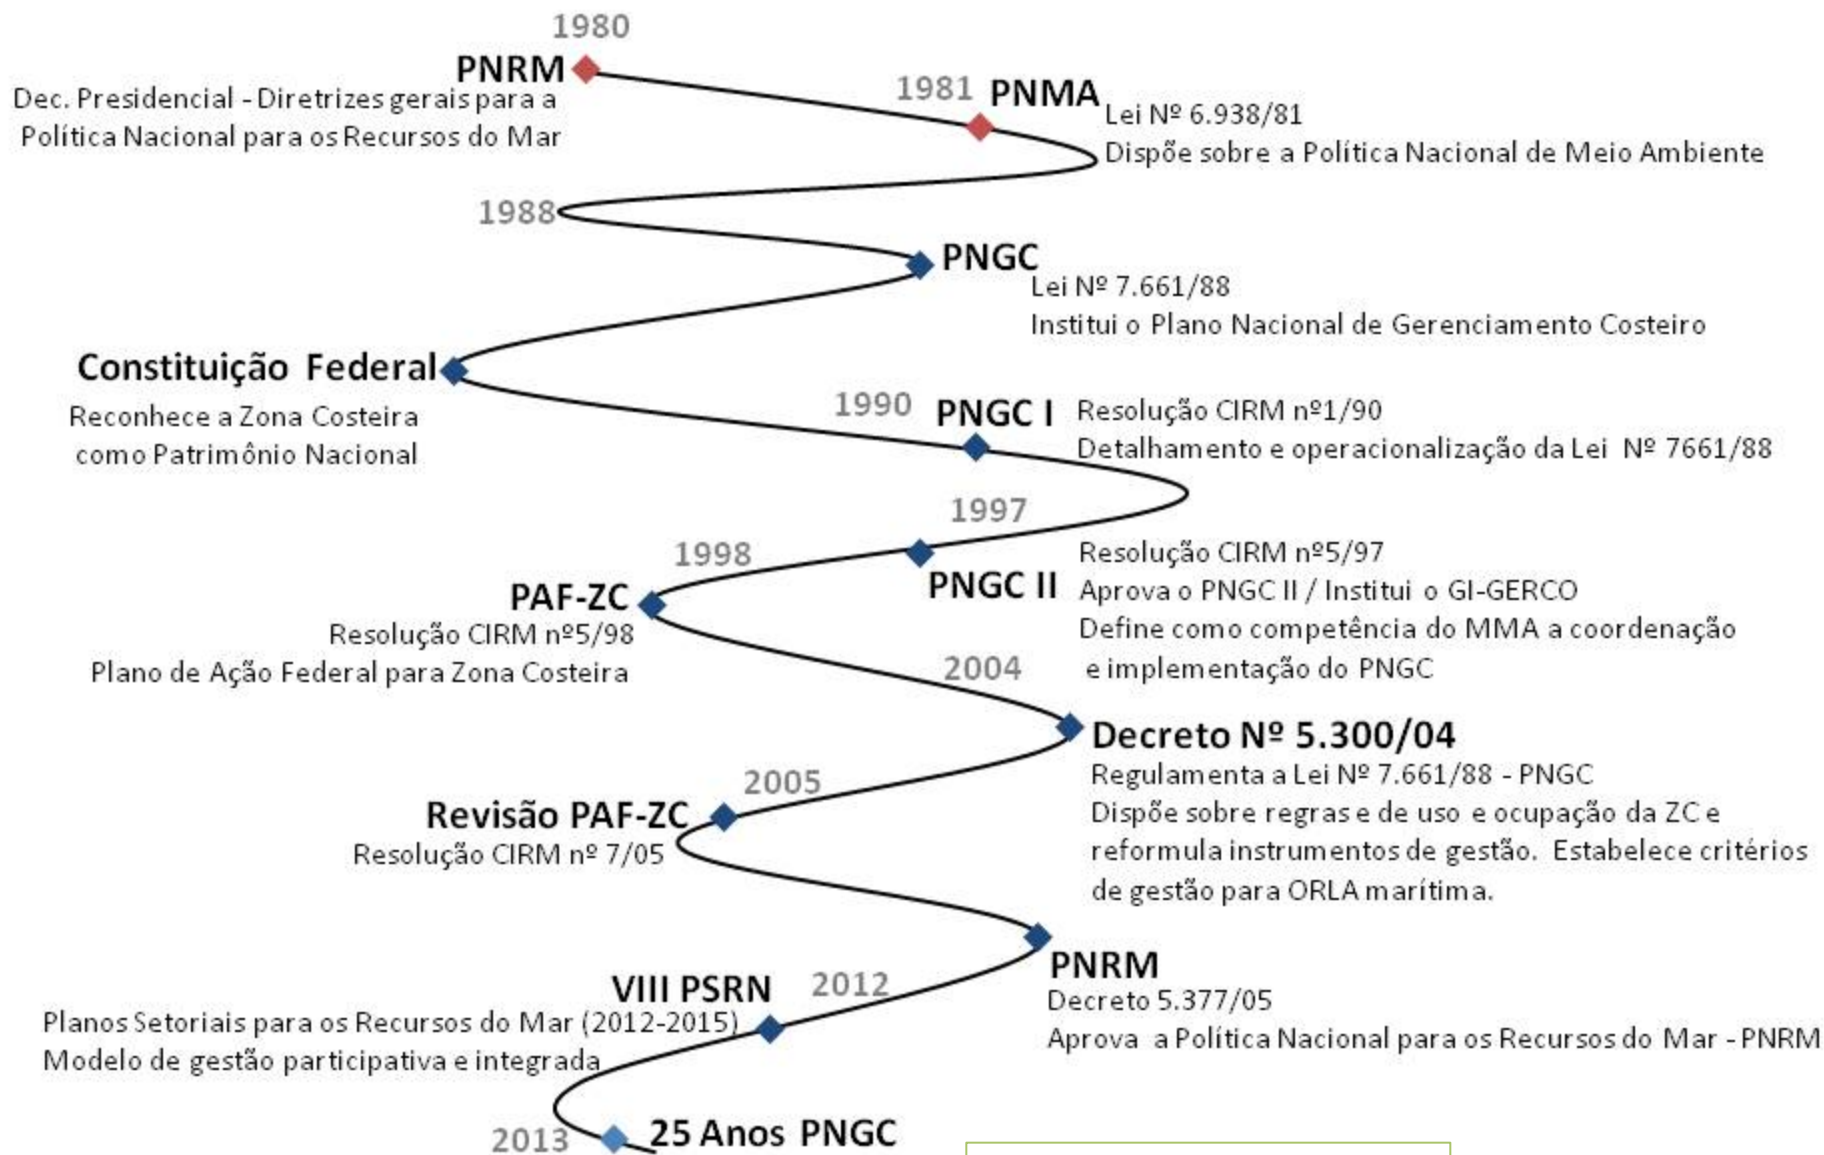 1980
PNRM
Dec. Presidencial - Diretrizes gerais para a
Política Nacional para os Recursos do Mar
1981 PNMA
Lei Nº 6.938/81
Dispõe sobre a Política Nacional de Meio Ambiente
1988
PNGC
Lei Nº 7.661/88
Institui o Plano Nacional de Gerenciamento Costeiro
Constituição Federal
Reconhece a Zona Costeira
como Patrimônio Nacional
1990 PNGC I
Resolução CIRM nº1/90
Detalhamento e operacionalização da Lei Nº 7661/88
1997
PNGC II
Resolução CIRM nº5/97
Aprova o PNGC II / Institui o GI-GERCO
Define como competência do MMA a coordenação
e implementação do PNGC
1998
PAF-ZC
Resolução CIRM nº5/98
Plano de Ação Federal para Zona Costeira
2004
Decreto Nº 5.300/04
Regulamenta a Lei Nº 7.661/88 - PNGC
Dispõe sobre regras e de uso e ocupação da ZC e
reformula instrumentos de gestão. Estabelece critérios
de gestão para ORLA marítima.
2005
Revisão PAF-ZC
Resolução CIRM nº 7/05
PNRM
Decreto 5.377/05
Aprova a Política Nacional para os Recursos do Mar - PNRM
VIII PSRN 2012
Planos Setoriais para os Recursos do Mar (2012-2015)
Modelo de gestão participativa e integrada
2013 25 Anos PNGC